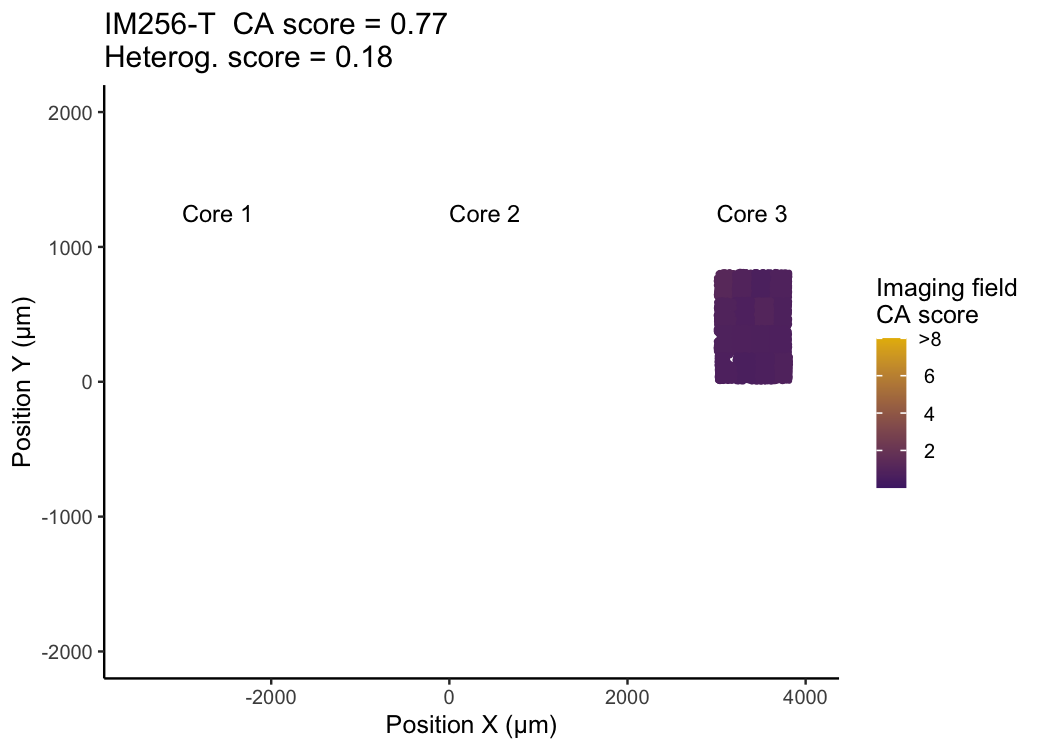 IM256-T  CA score = 0.77
Heterog. score = 0.18
Position Y (µm)
2000
1000
0
-1000
-2000
Core 1
Core 2
Core 3
-2000
0
2000
4000
Position X (µm)
Imaging field
CA score
>8
6
4
2